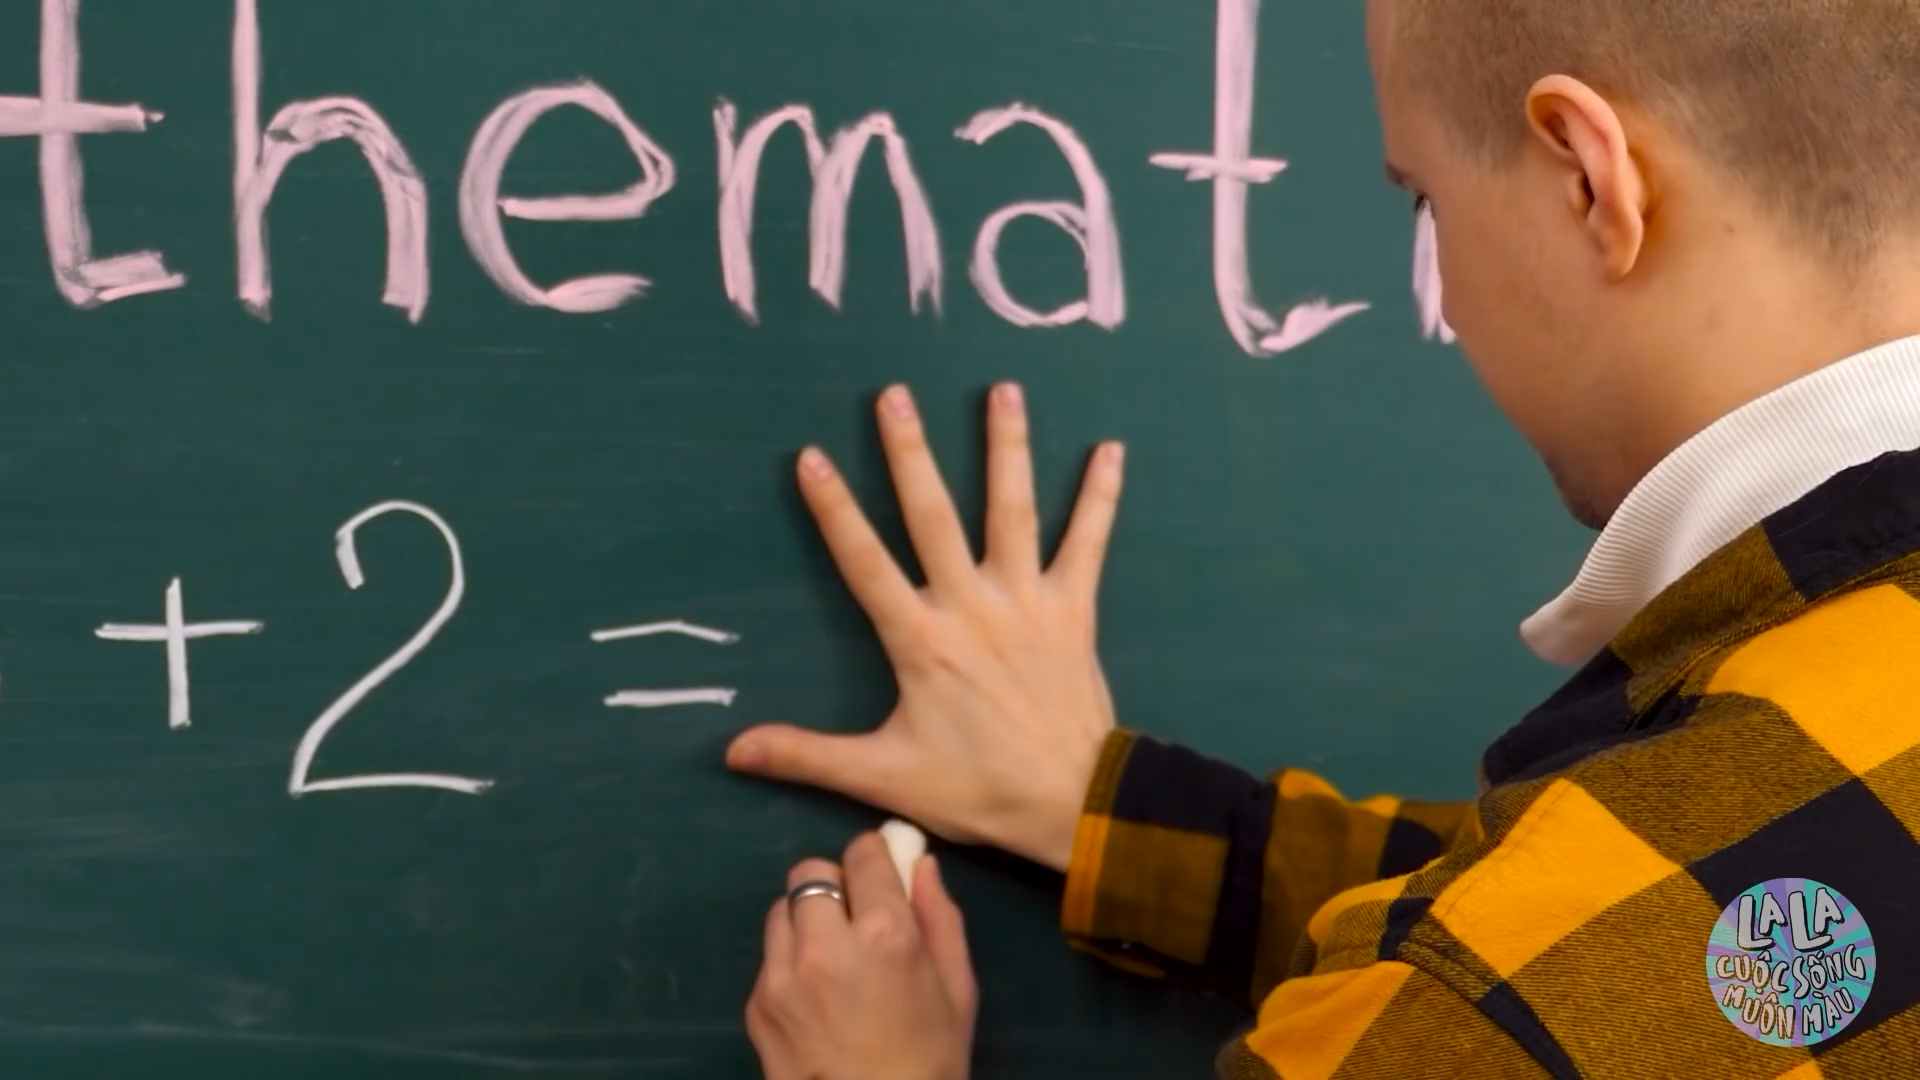 themat
+2 =
LA LA
CUỘC SỐNG
MUÔN MÀU